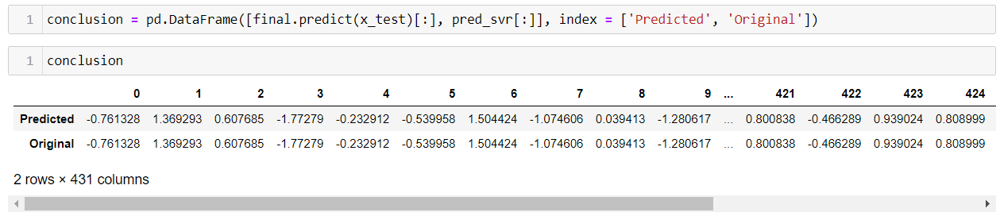 1 conclusion = pd.DataFrame([final.predict(x_test)[:], pred_svr[:]], index = ['Predicted', 'Original'])
1 conclusion
0 1 2 3 4 5 6 7 8 9 ... 421 422 423 424
Predicted -0.761328 1.369293 0.607685 -1.77279 -0.232912 -0.539958 1.504424 -1.074606 0.039413 -1.280617 ... 0.800838 -0.466289 0.939024 0.808999
Original -0.761328 1.369293 0.607685 -1.77279 -0.232912 -0.539958 1.504424 -1.074606 0.039413 -1.280617 ... 0.800838 -0.466289 0.939024 0.808999
2 rows × 431 columns